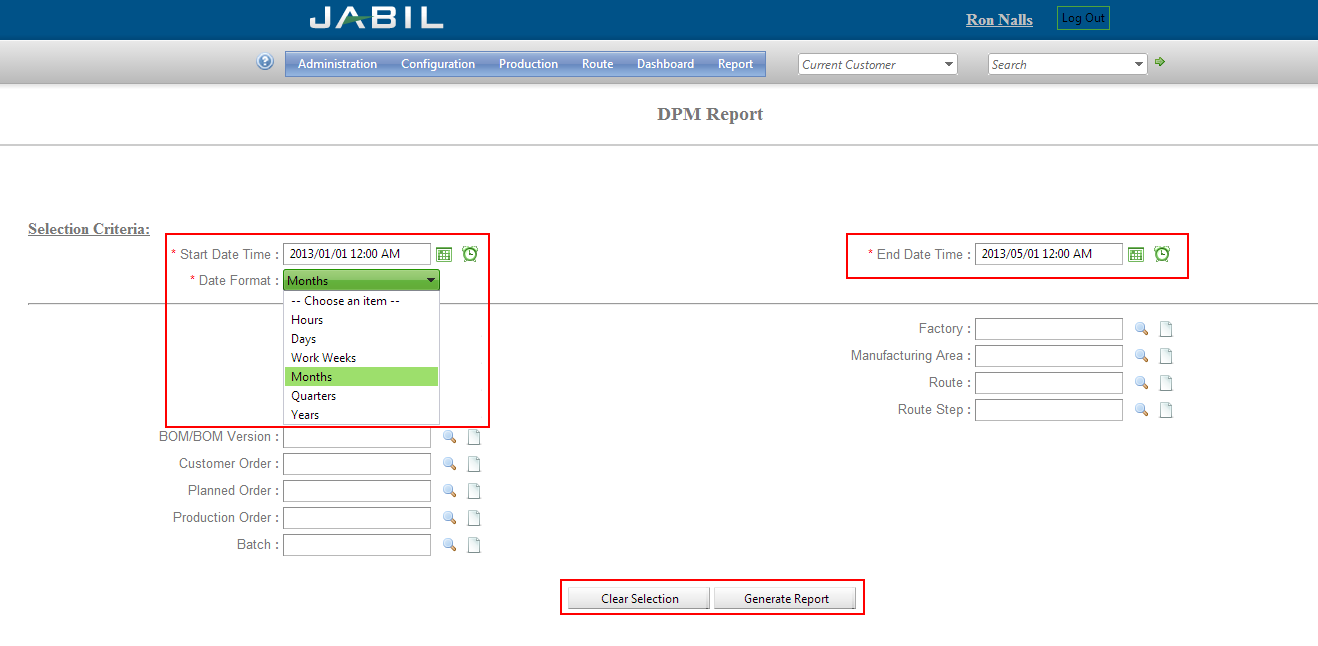 JABIL
Ron Nalls Log Out
? Administration Configuration Production Route Dashboard Report Current Customer Search
DPM Report
Selection Criteria:
* Start Date Time : 2013/01/01 12:00 AM * End Date Time : 2013/05/01 12:00 AM
* Date Format : Months
-- Choose an item --
Hours
Days
Work Weeks
Months
Quarters
Years
Factory :
Manufacturing Area :
Route :
Route Step :
BOM/BOM Version :
Customer Order :
Planned Order :
Production Order :
Batch :
Clear Selection Generate Report